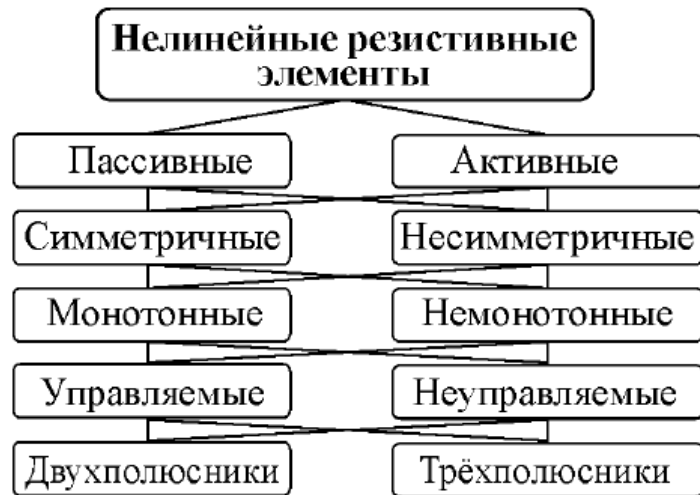 Нелинейные резистивные
элементы
Пассивные
Активные
Симметричные
Несимметричные
Монотонные
Немонотонные
Управляемые
Неуправляемые
Двухполюсники
Трёхполюсники